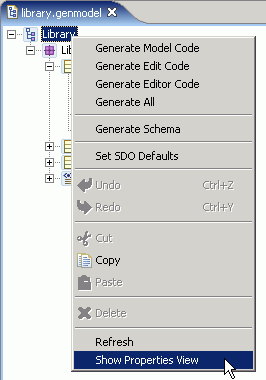 library.genmodel
Library
Generate Model Code
Generate Edit Code
Generate Editor Code
Generate All
Generate Schema
Set SDO Defaults
Undo Ctrl+Z
Redo Ctrl+Y
Cut
Copy
Paste
Delete
Refresh
Show Properties View